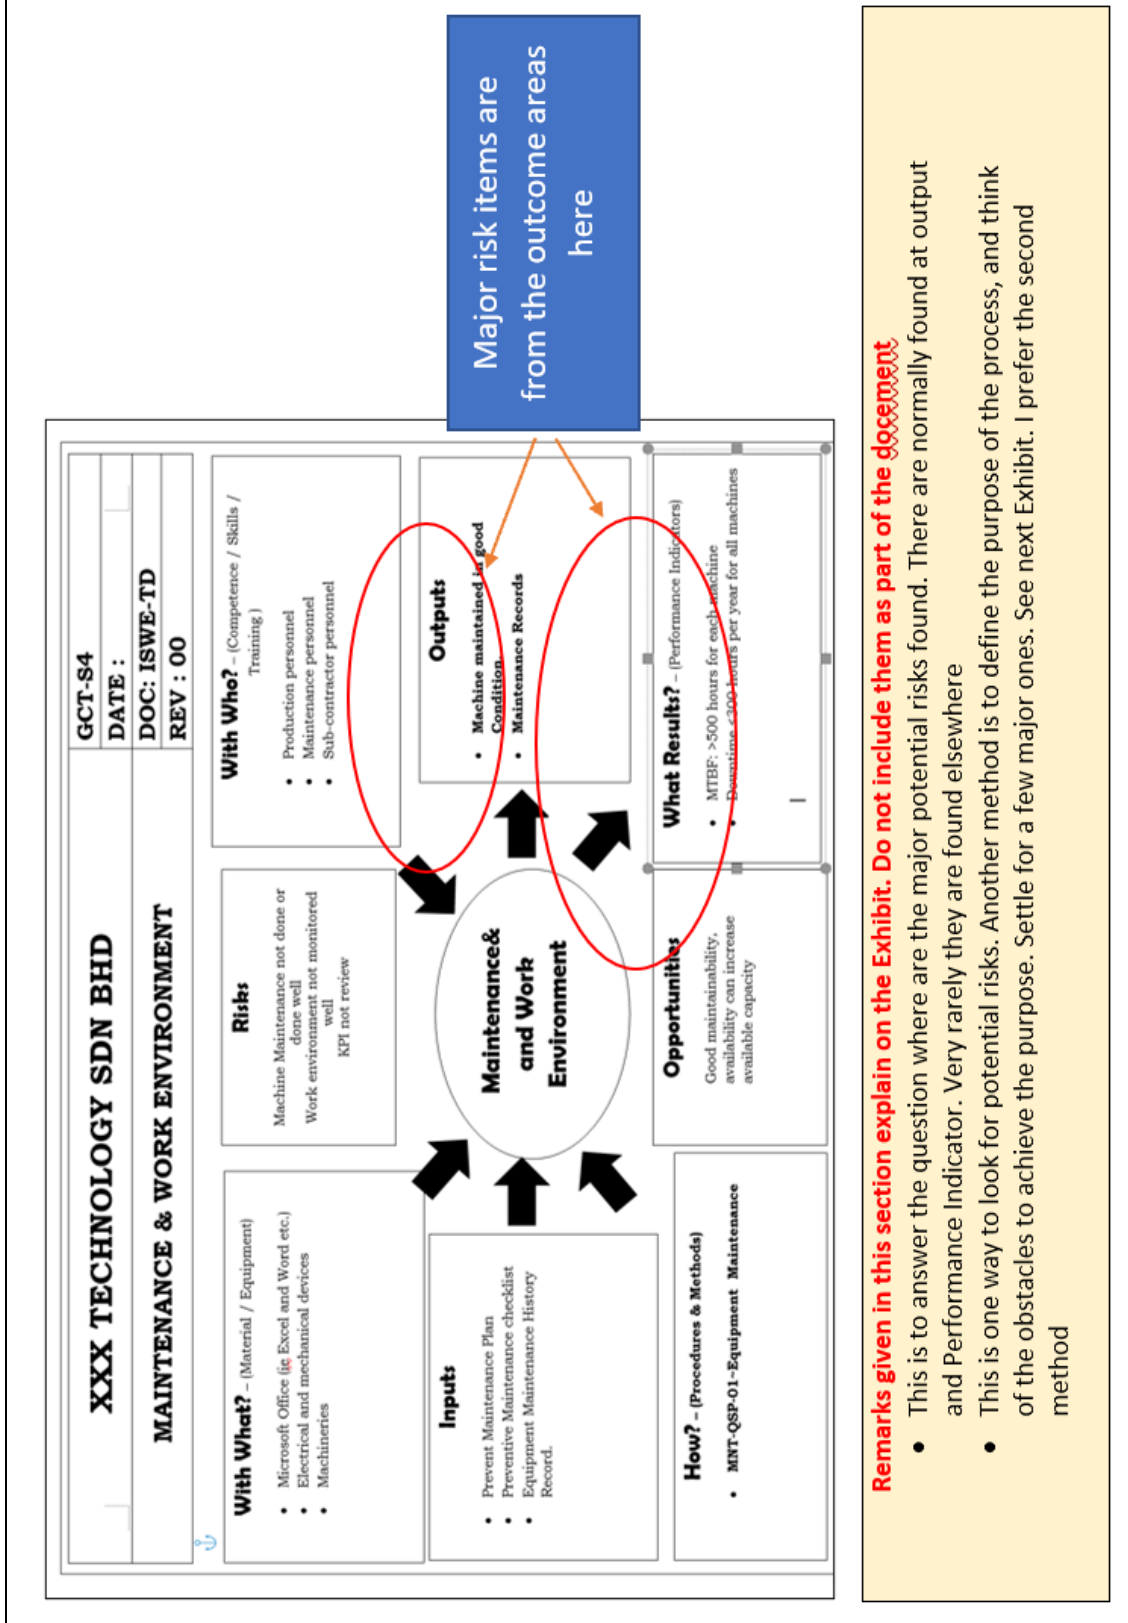 XXX TECHNOLOGY SDN BHD
GCT-S4
DATE :
MAINTENANCE & WORK ENVIRONMENT
DOC: ISWE-TD
REV : 00
With What? – (Material / Equipment)
• Microsoft Office (ie Excel and Word etc.)
• Electrical and mechanical devices
• Machineries
Risks
Machine Maintenance not done or
done well
Work environment not monitored
well
KPI not review
With Who? – (Competence / Skills /
Training )
• Production personnel
• Maintenance personnel
• Sub-contractor personnel
Inputs
• Prevent Maintenance Plan
• Preventive Maintenance checklist
• Equipment Maintenance History
Record.
Maintenance&
and Work
Environment
Outputs
• Machine maintained in good
Condition.
• Maintenance Records
How? – (Procedures & Methods)
• MNT-QSP-01-Equipment Maintenance
Opportunities
Good maintainability,
availability can increase
available capacity
What Results? – (Performance Indicators)
• MTBF: >500 hours for each machine
• Downtime <300 hours per year for all machines
Major risk items are
from the outcome areas
here
Remarks given in this section explain on the Exhibit. Do not include them as part of the docement
• This is to answer the question where are the major potential risks found. There are normally found at output
and Performance Indicator. Very rarely they are found elsewhere
• This is one way to look for potential risks. Another method is to define the purpose of the process, and think
of the obstacles to achieve the purpose. Settle for a few major ones. See next Exhibit. I prefer the second
method